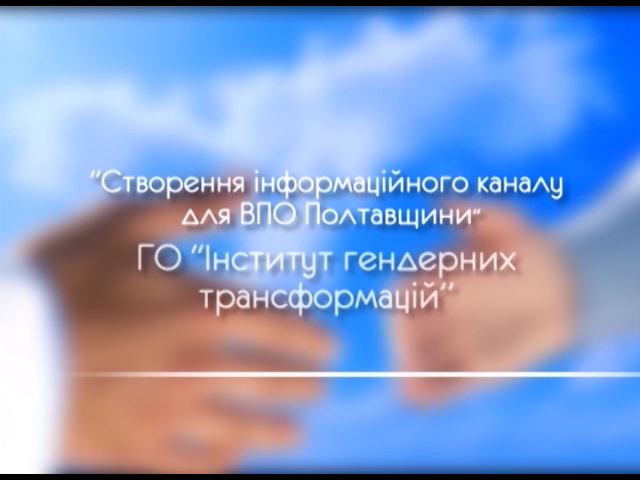 "Створення інформаційного каналу
для ВПО Полтавщини"
ГО "Інститут гендерних
трансформацій"